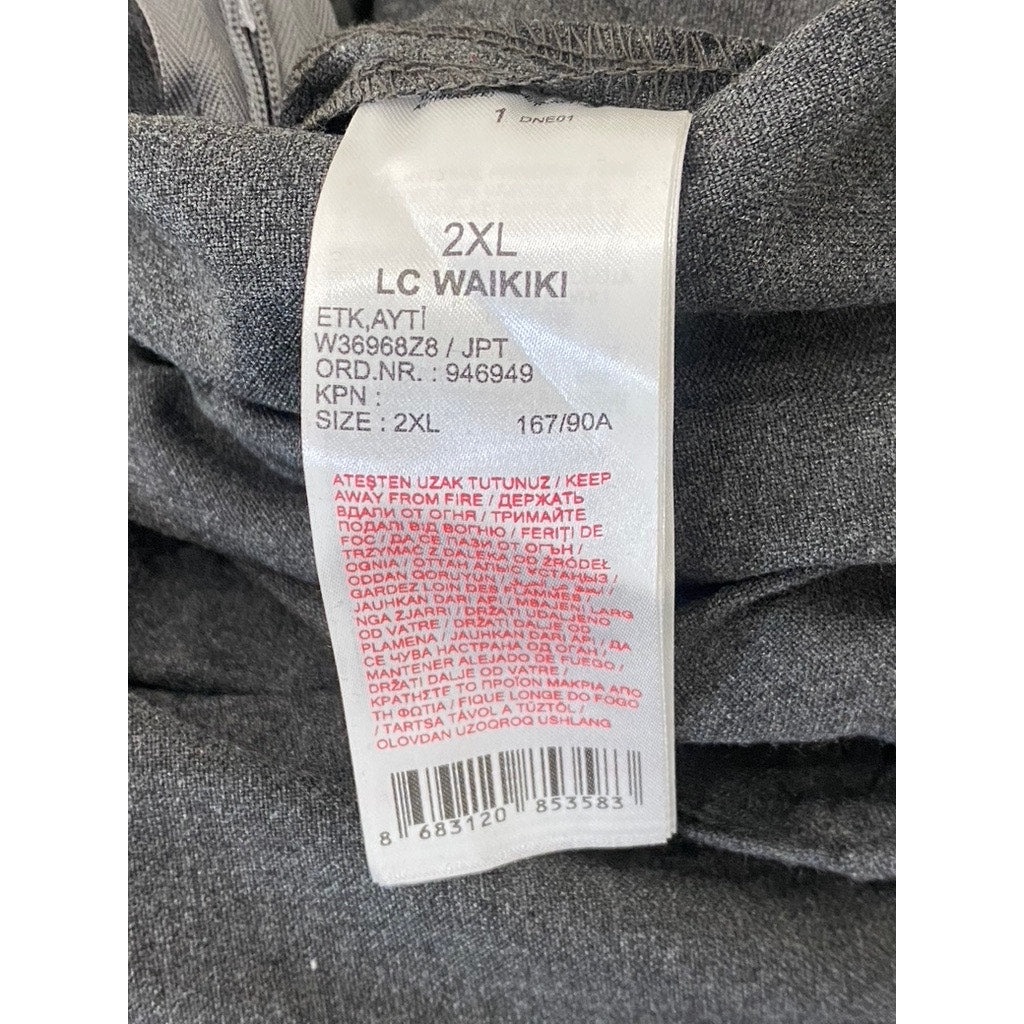 1 DNE01
2XL
LC WAIKIKI
ETK,AYTİ
W36968Z8 / JPT
ORD.NR. : 946949
KPN :
SIZE : 2XL 167/90A
ATEŞTEN UZAK TUTUNUZ / KEEP
AWAY FROM FIRE / ДЕРЖАТЬ
ВДАЛИ ОТ ОГНЯ / ТРИМАЙТЕ
ПОДАЛІ ВІД ВОГНЮ / FERIŢI DE
FOC / ДА СЕ ПАЗИ ОТ ОГЪН /
TRZYMAĆ Z DALEKA OD ŹRÓDEŁ
OGNIA / ОТТАН АЛЫС ҰСТАҢЫЗ /
ODDAN QORUYUN /
GARDEZ LOIN DES FLAMMES /
JAUHKAN DARI API / MBAJENI LARG
NGA ZJARRI / DRŽATI UDALJENO
OD VATRE / DRŽATI DALJE OD
PLAMENA / JAUHKAN DARI API / ДА
СЕ ЧУВА НАСТРАНА ОД ОГАН /
MANTENER ALEJADO DE FUEGO /
DRŽATI DALJE OD VATRE /
ΚΡΑΤΗΣΤΕ ΤΟ ΠΡΟΪΟΝ ΜΑΚΡΙΑ ΑΠΟ
ΤΗ ΦΩΤΙΑ / FIQUE LONGE DO FOGO
/ TARTSA TÁVOL A TŰZTŐL /
OLOVDAN UZOQROQ USHLANG
8 683120 853583